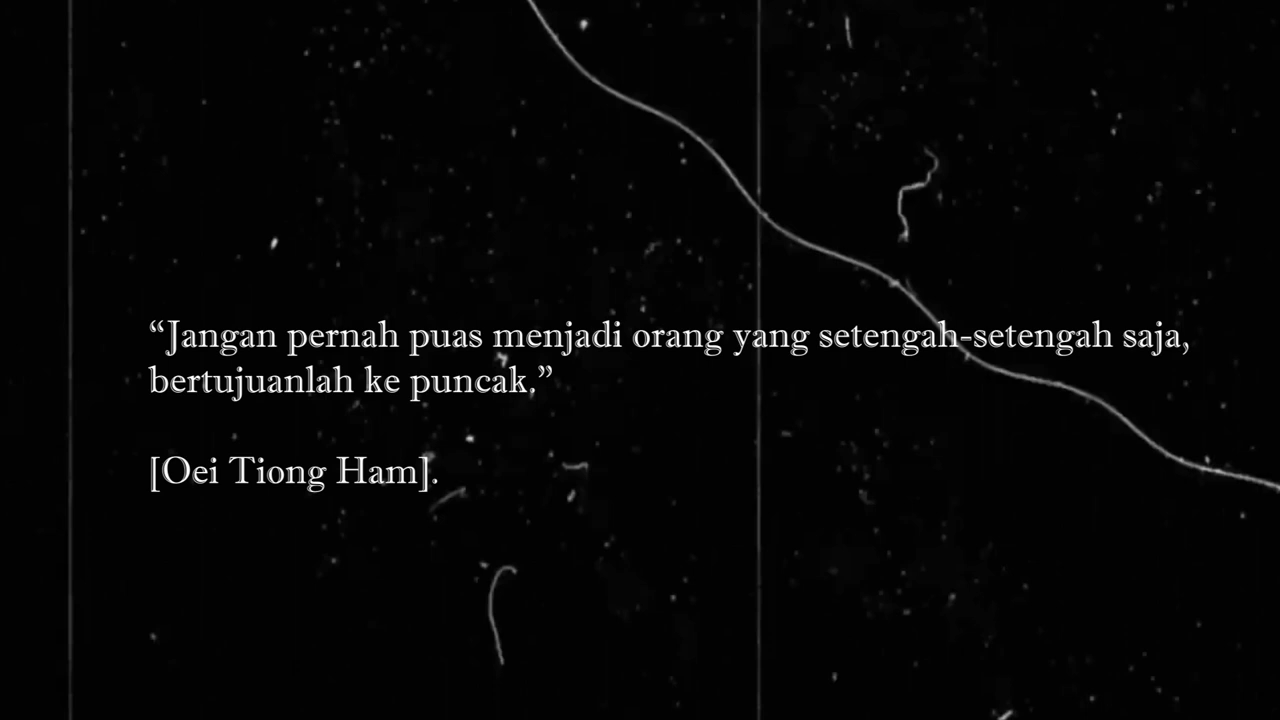 “Jangan pernah puas menjadi orang yang setengah-setengah saja,
bertujuanlah ke puncak.”
[Oei Tiong Ham].